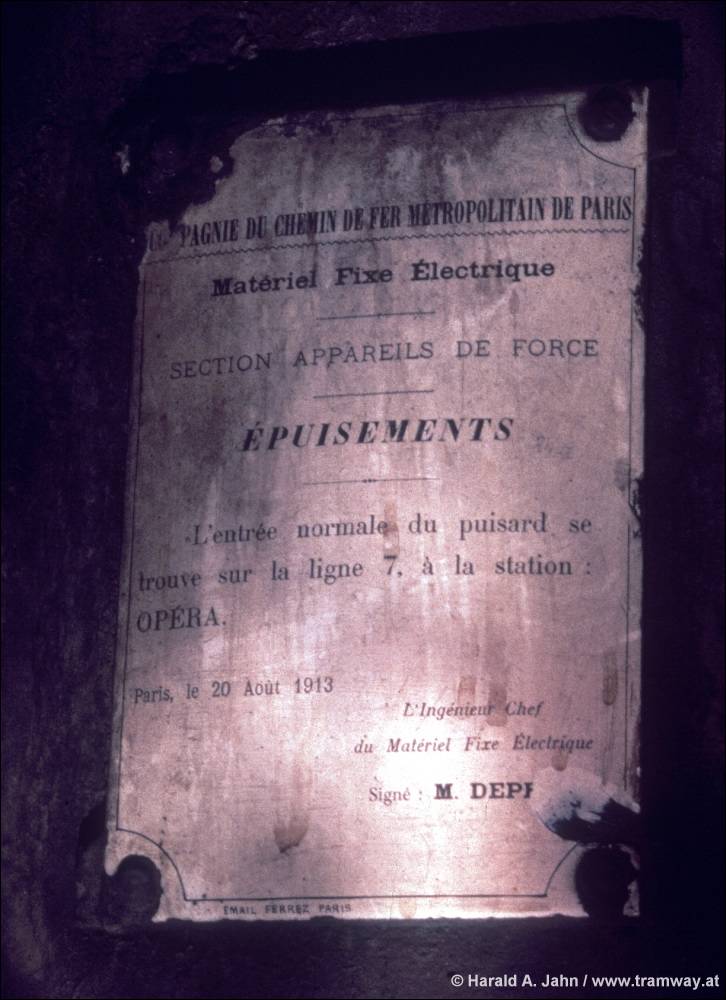 PAGNIE DU CHEMIN DE FER MÉTROPOLITAIN DE PARIS
Matériel Fixe Électrique
SECTION APPAREILS DE FORCE
ÉPUISEMENTS
L'entrée normale du puisard se
trouve sur la ligne 7, à la station :
OPÉRA.
Paris, le 20 Août 1913
L'Ingénieur Chef
du Matériel Fixe Électrique
Signé : M. DEP
EMAIL FERREZ PARIS
© Harald A. Jahn / www.tramway.at